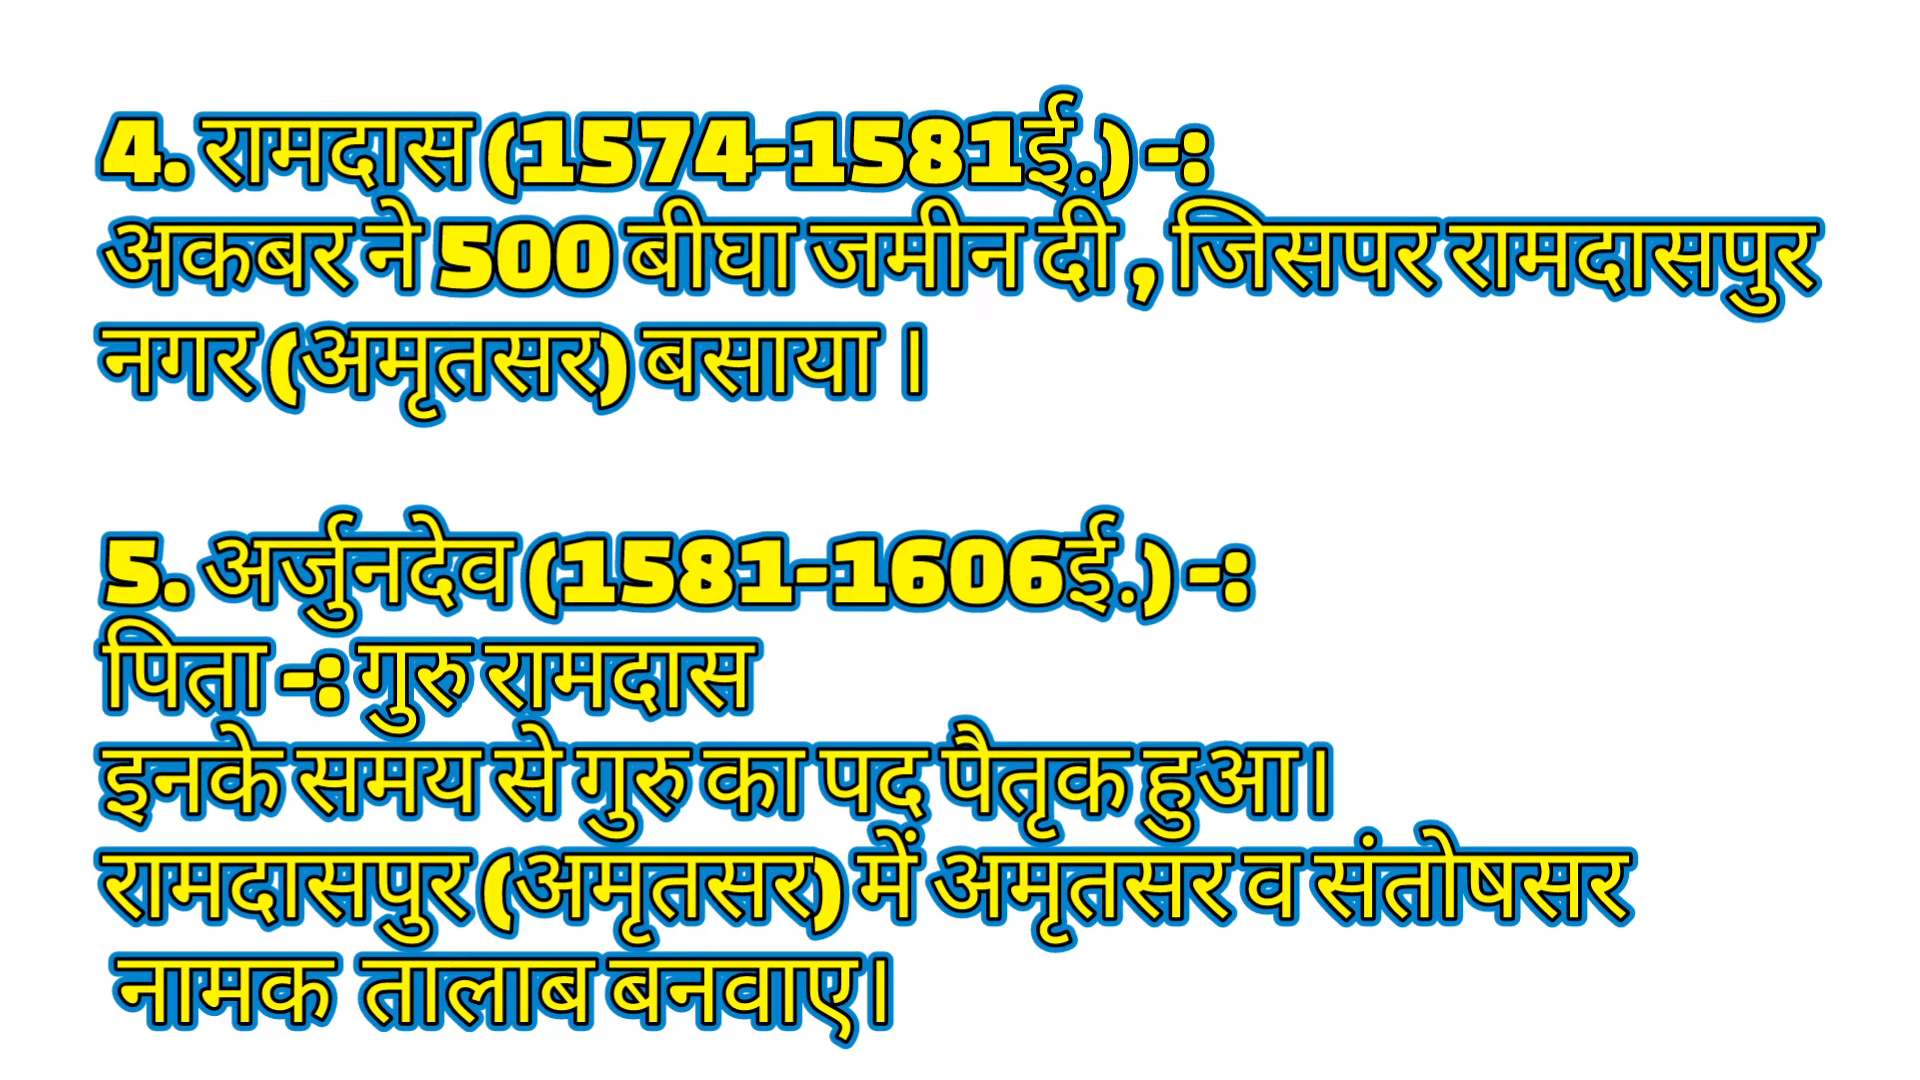 4. रामदास (1574-1581ई.) -:
अकबर ने 500 बीघा जमीन दी , जिसपर रामदासपुर
नगर (अमृतसर) बसाया ।
5. अर्जुनदेव (1581-1606ई.) -:
पिता -: गुरु रामदास
इनके समय से गुरु का पद पैतृक हुआ।
रामदासपुर (अमृतसर) में अमृतसर व संतोषसर
नामक तालाब बनवाए।